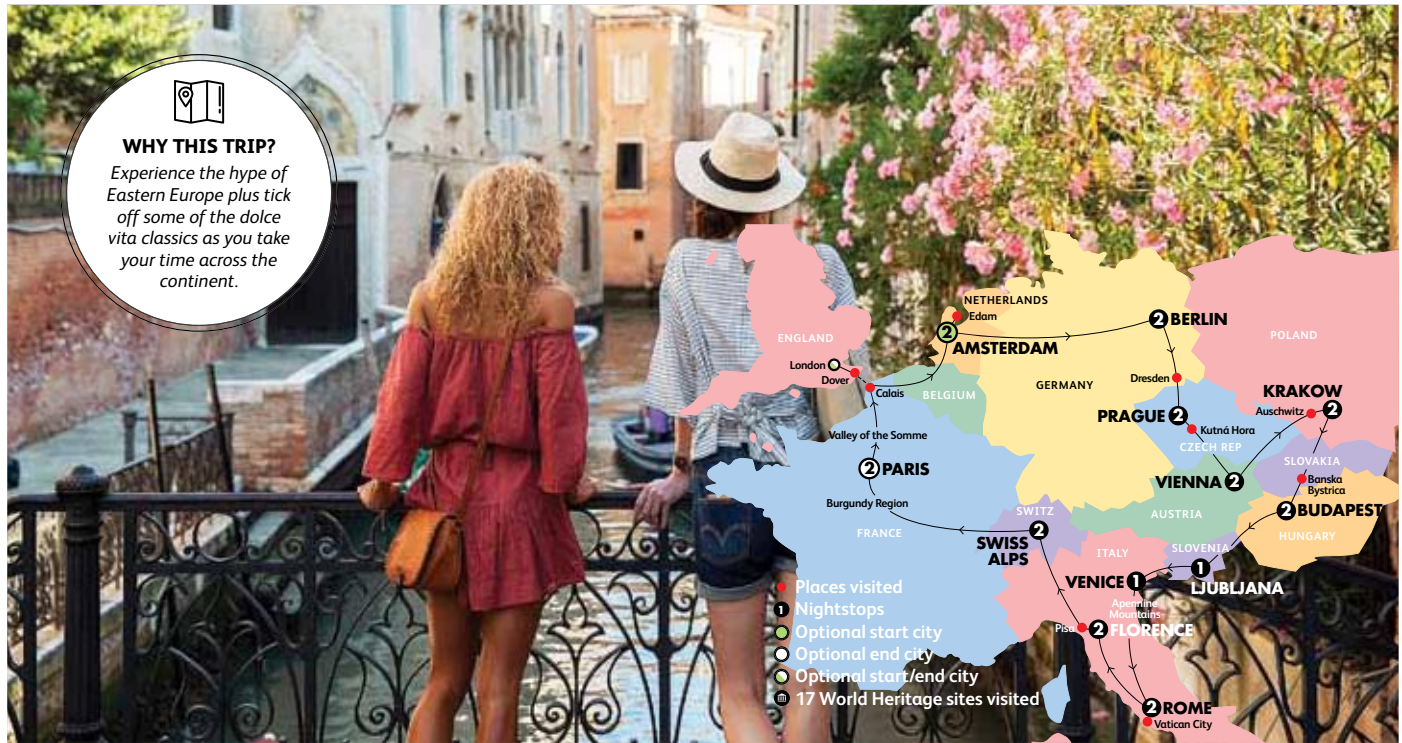 WHY THIS TRIP?
Experience the hype of
Eastern Europe plus tick
off some of the dolce
vita classics as you take
your time across the
continent.
NETHERLANDS
Edam
2 BERLIN
2
AMSTERDAM
ENGLAND
POLAND
London
Dover
Calais
BELGIUM
GERMANY
Dresden
KRAKOW
2
Auschwitz
PRAGUE 2
Kutná Hora
CZECH REP
Valley of the Somme
2 PARIS
SLOVAKIA
VIENNA 2
Banska
Bystrica
Burgundy Region
2 BUDAPEST
AUSTRIA
SWITZ
FRANCE
HUNGARY
2
SWISS
ALPS
ITALY
SLOVENIA
1
LJUBLJANA
VENICE 1
Apennine
Mountains
Pisa
2 FLORENCE
2 ROME
Vatican City
Places visited
1 Nightstops
Optional start city
Optional end city
Optional start/end city
17 World Heritage sites visited